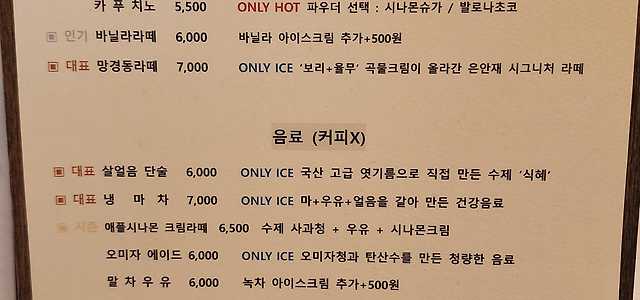 카 푸 치노 5,500 ONLY HOT 파우더 선택 : 시나몬슈가 / 발로나초코
인기 바닐라라떼 6,000 바닐라 아이스크림 추가+500원
대표 망경동라떼 7,000 ONLY ICE '보리+율무' 곡물크림이 올라간 은안재 시그니처 라떼
음료 (커피X)
대표 살얼음 단술 6,000 ONLY ICE 국산 고급 엿기름으로 직접 만든 수제 '식혜'
대표 냉 마 차 7,000 ONLY ICE 마+우유+얼음을 갈아 만든 건강음료
시즌 애플시나몬 크림라떼 6,500 수제 사과청 + 우유 + 시나몬크림
오미자 에이드 6,000 ONLY ICE 오미자청과 탄산수를 만든 청량한 음료
말 차 우 유 6,000 녹차 아이스크림 추가+500원